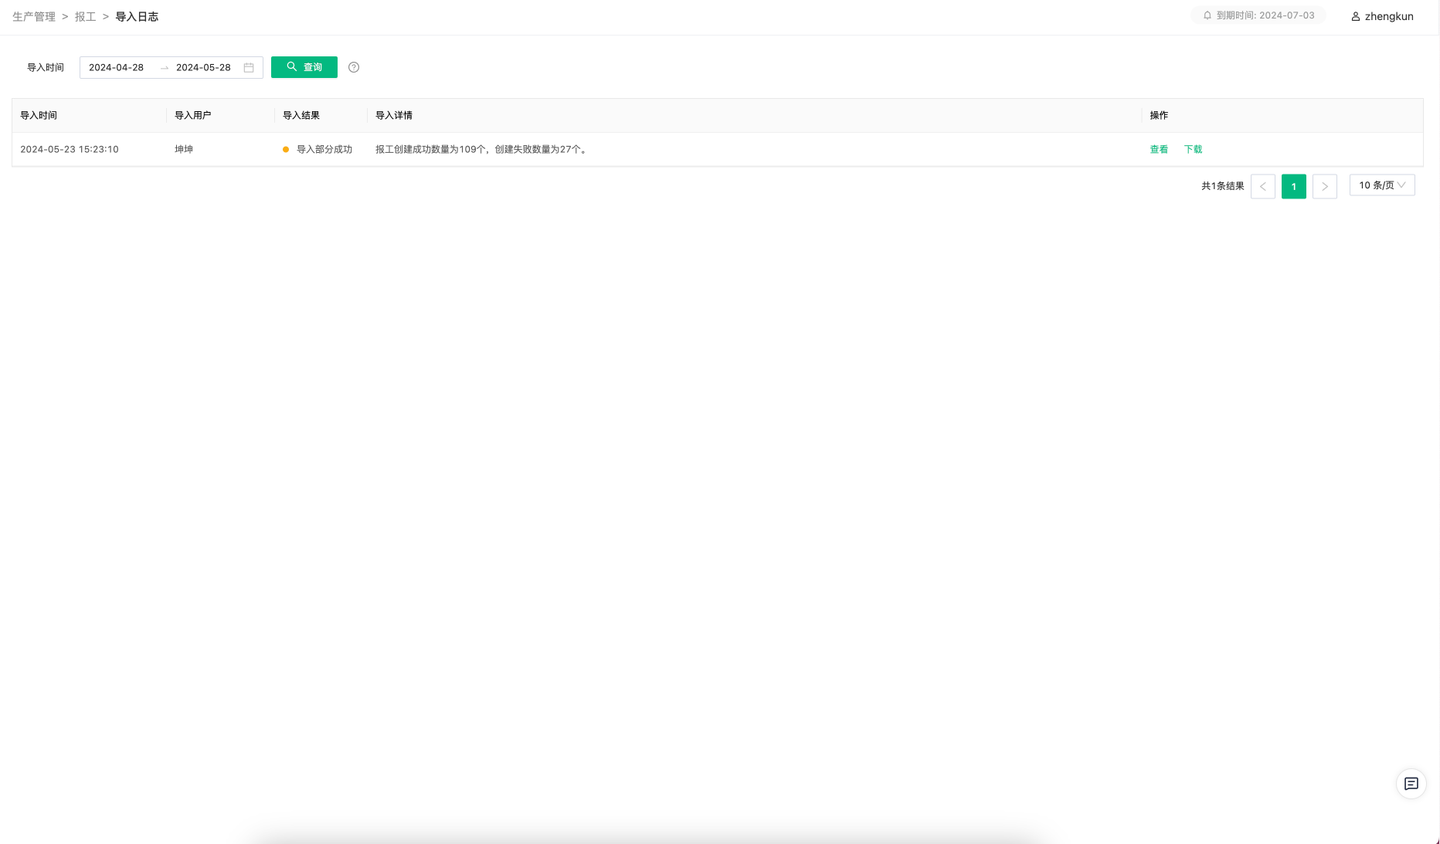 生产管理 > 报工 > 导入日志
到期时间: 2024-07-03
zhengkun
导入时间 2024-04-28 → 2024-05-28 查询
导入时间 导入用户 导入结果 导入详情 操作
2024-05-23 15:23:10 坤坤 导入部分成功 报工创建成功数量为109个，创建失败数量为27个。 查看 下载
共1条结果 < 1 > 10 条/页